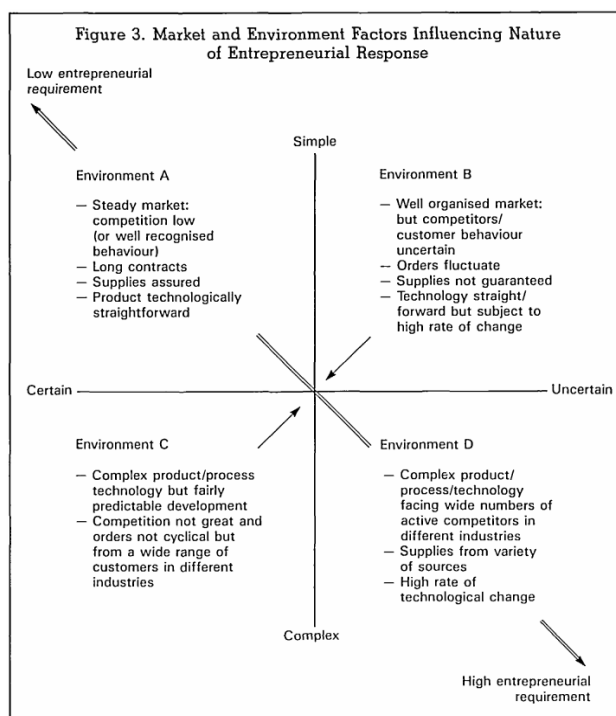 Figure 3. Market and Environment Factors Influencing Nature
of Entrepreneurial Response
Low entrepreneurial
requirement
Simple
Environment A
— Steady market:
competition low
(or well recognised
behaviour)
— Long contracts
— Supplies assured
— Product technologically
straightforward
Environment B
— Well organised market:
but competitors/
customer behaviour
uncertain
— Orders fluctuate
— Supplies not guaranteed
— Technology straight/
forward but subject to
high rate of change
Certain
Uncertain
Environment C
— Complex product/process
technology but fairly
predictable development
— Competition not great and
orders not cyclical but
from a wide range of
customers in different
industries
Environment D
— Complex product/
process/technology
facing wide numbers of
active competitors in
different industries
— Supplies from variety
of sources
— High rate of
technological change
Complex
High entrepreneurial
requirement